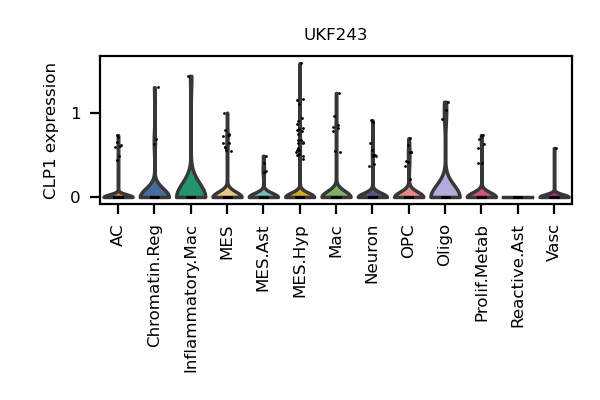 UKF243
CLP1 expression
1
0
AC
Chromatin.Reg
Inflammatory.Mac
MES
MES.Ast
MES.Hyp
Mac
Neuron
OPC
Oligo
Prolif.Metab
Reactive.Ast
Vasc